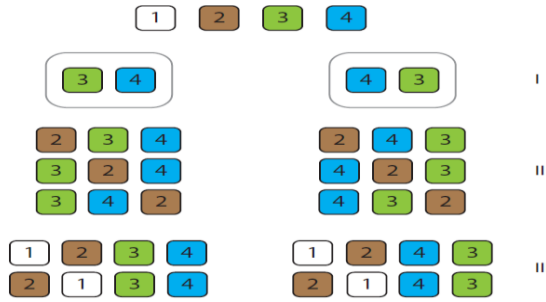 1 2 3 4
3 4 4 3 I
2 3 4 2 4 3
3 2 4 4 2 3 II
3 4 2 4 3 2
1 2 3 4 1 2 4 3
2 1 3 4 2 1 4 3 II